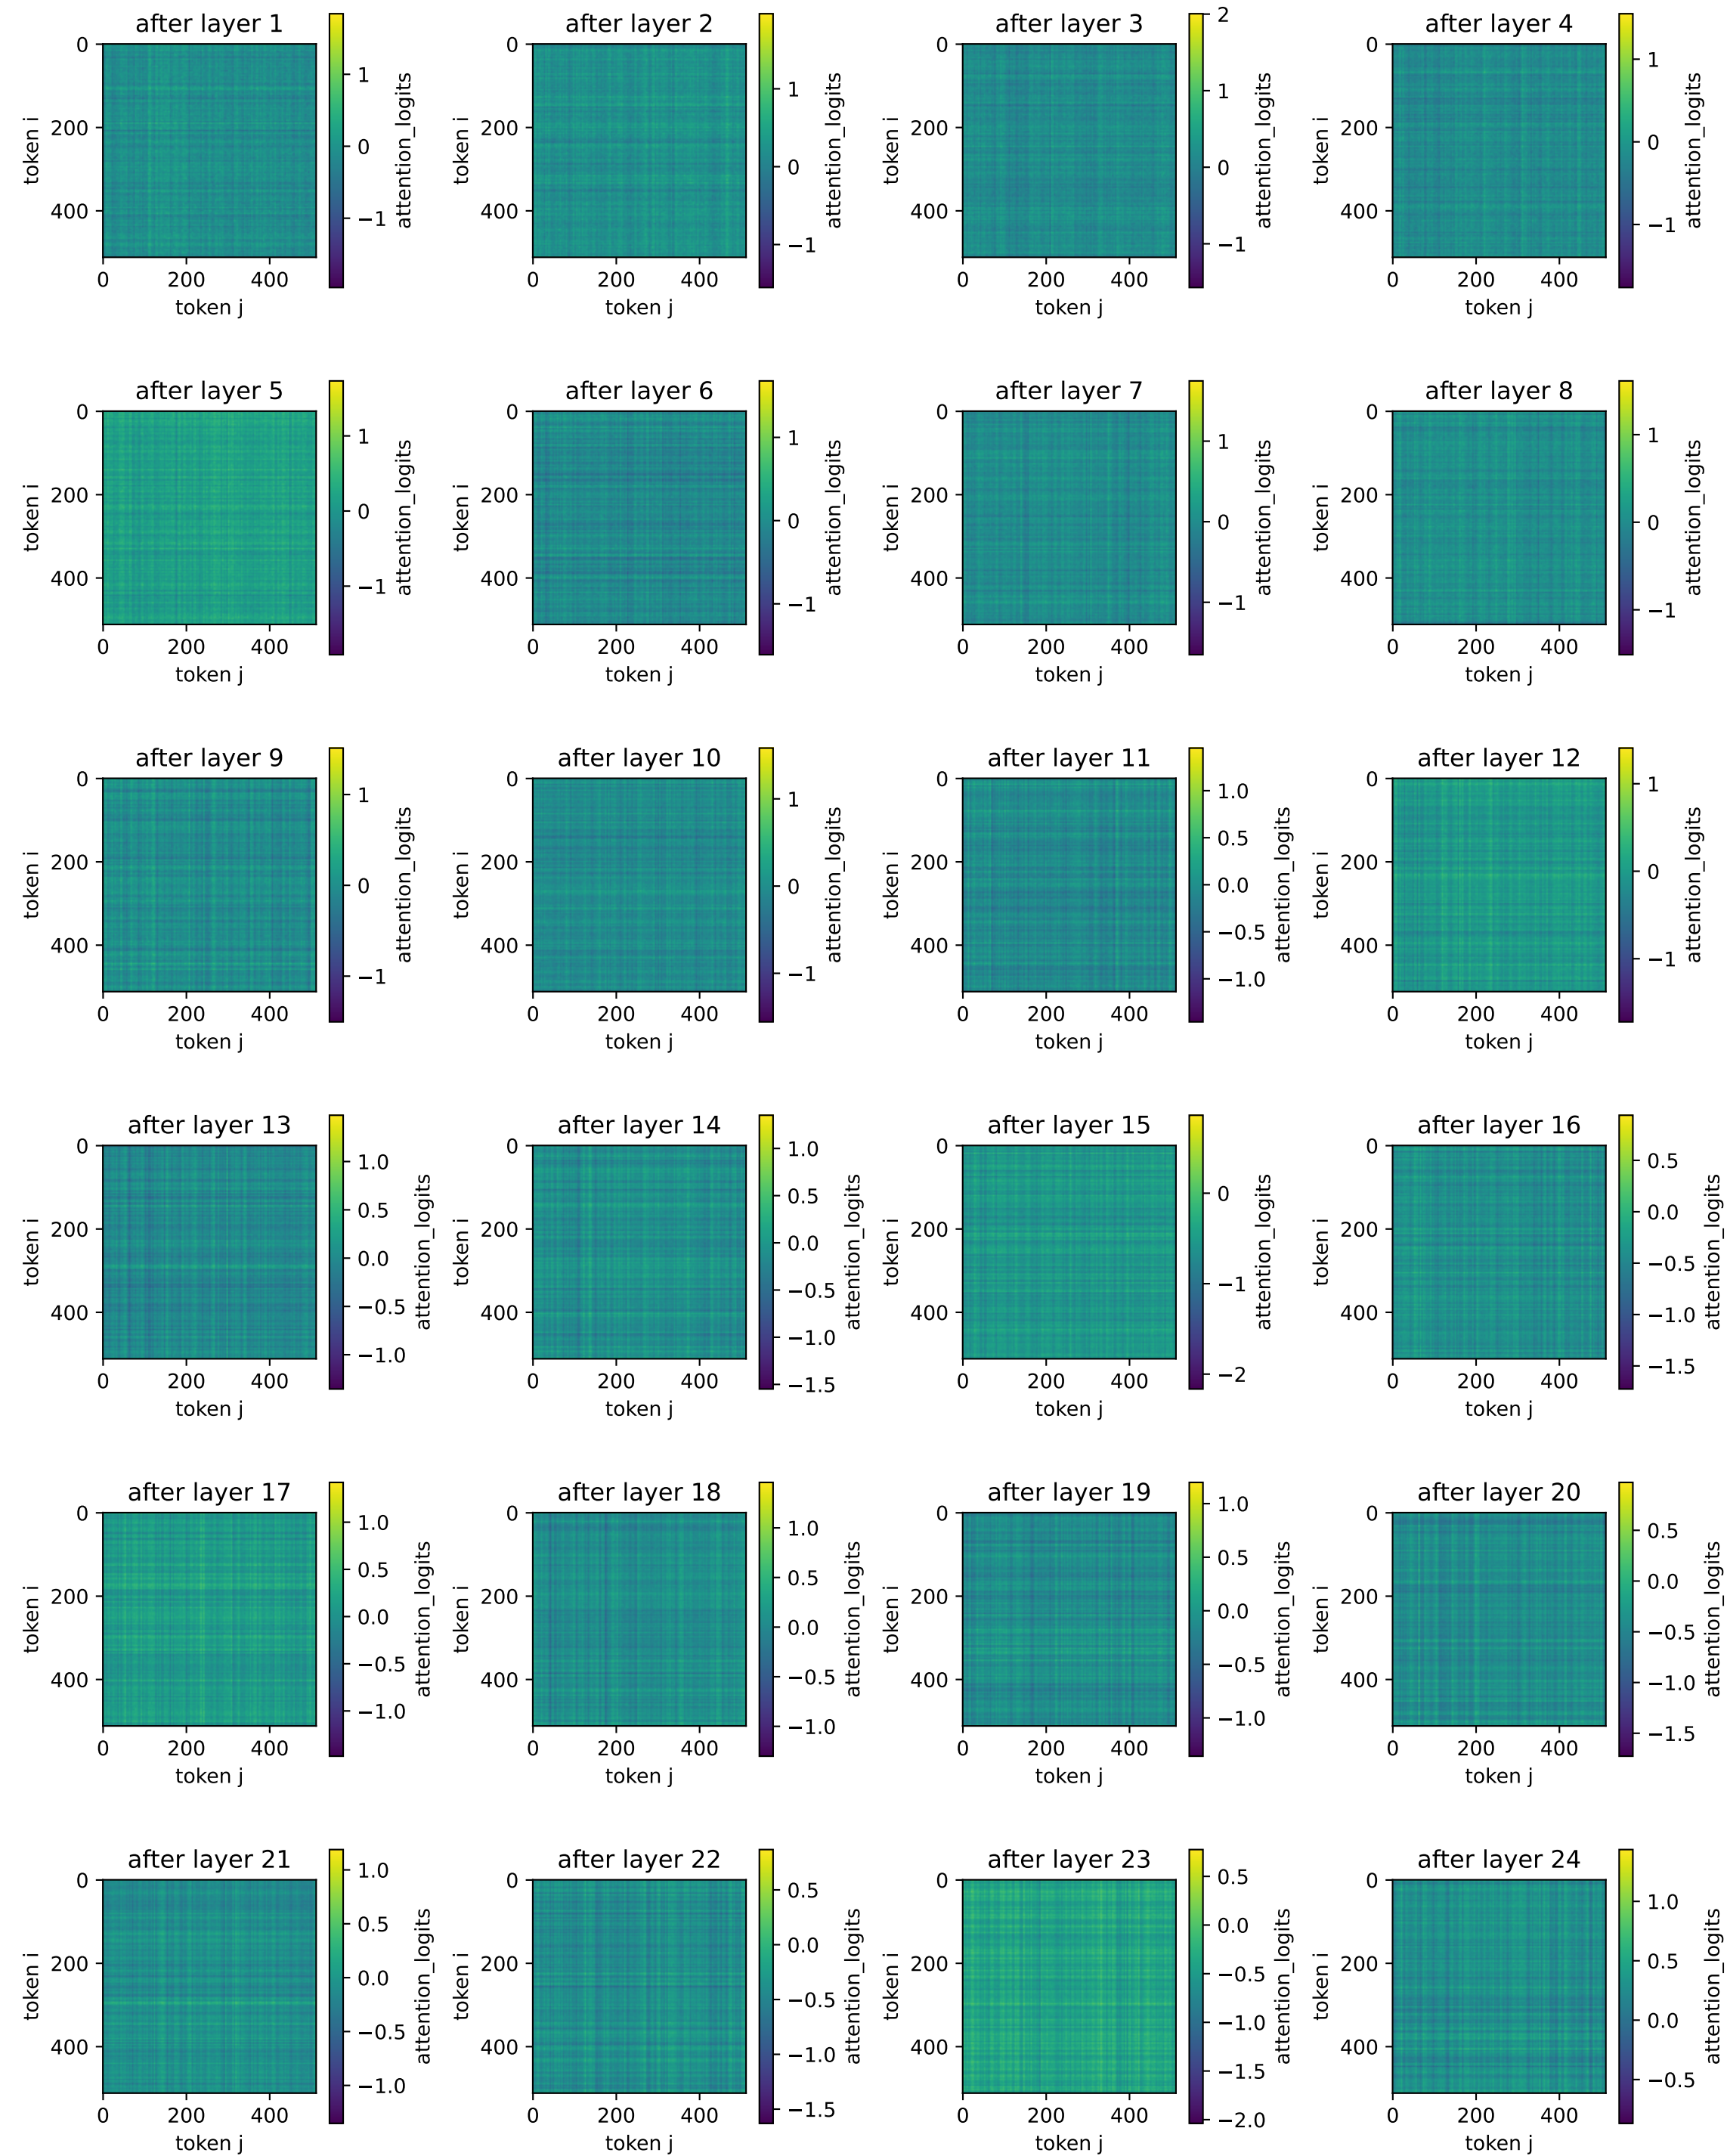 after layer 1
0
200
400
token i
0 200 400
token j
1
0
−1
attention_logits
after layer 2
0
200
400
token i
0 200 400
token j
1
0
−1
attention_logits
after layer 3
0
200
400
token i
0 200 400
token j
2
1
0
−1
attention_logits
after layer 4
0
200
400
token i
0 200 400
token j
1
0
−1
attention_logits
after layer 5
0
200
400
token i
0 200 400
token j
1
0
−1
attention_logits
after layer 6
0
200
400
token i
0 200 400
token j
1
0
−1
attention_logits
after layer 7
0
200
400
token i
0 200 400
token j
1
0
−1
attention_logits
after layer 8
0
200
400
token i
0 200 400
token j
1
0
−1
attention_logits
after layer 9
0
200
400
token i
0 200 400
token j
1
0
−1
attention_logits
after layer 10
0
200
400
token i
0 200 400
token j
1
0
−1
attention_logits
after layer 11
0
200
400
token i
0 200 400
token j
1.0
0.5
0.0
−0.5
−1.0
attention_logits
after layer 12
0
200
400
token i
0 200 400
token j
1
0
−1
attention_logits
after layer 13
0
200
400
token i
0 200 400
token j
1.0
0.5
0.0
−0.5
−1.0
attention_logits
after layer 14
0
200
400
token i
0 200 400
token j
1.0
0.5
0.0
−0.5
−1.0
−1.5
attention_logits
after layer 15
0
200
400
token i
0 200 400
token j
0
−1
−2
attention_logits
after layer 16
0
200
400
token i
0 200 400
token j
0.5
0.0
−0.5
−1.0
−1.5
attention_logits
after layer 17
0
200
400
token i
0 200 400
token j
1.0
0.5
0.0
−0.5
−1.0
attention_logits
after layer 18
0
200
400
token i
0 200 400
token j
1.0
0.5
0.0
−0.5
−1.0
attention_logits
after layer 19
0
200
400
token i
0 200 400
token j
1.0
0.5
0.0
−0.5
−1.0
attention_logits
after layer 20
0
200
400
token i
0 200 400
token j
0.5
0.0
−0.5
−1.0
−1.5
attention_logits
after layer 21
0
200
400
token i
0 200 400
token j
1.0
0.5
0.0
−0.5
−1.0
attention_logits
after layer 22
0
200
400
token i
0 200 400
token j
0.5
0.0
−0.5
−1.0
−1.5
attention_logits
after layer 23
0
200
400
token i
0 200 400
token j
0.5
0.0
−0.5
−1.0
−1.5
−2.0
attention_logits
after layer 24
0
200
400
token i
0 200 400
token j
1.0
0.5
0.0
−0.5
attention_logits